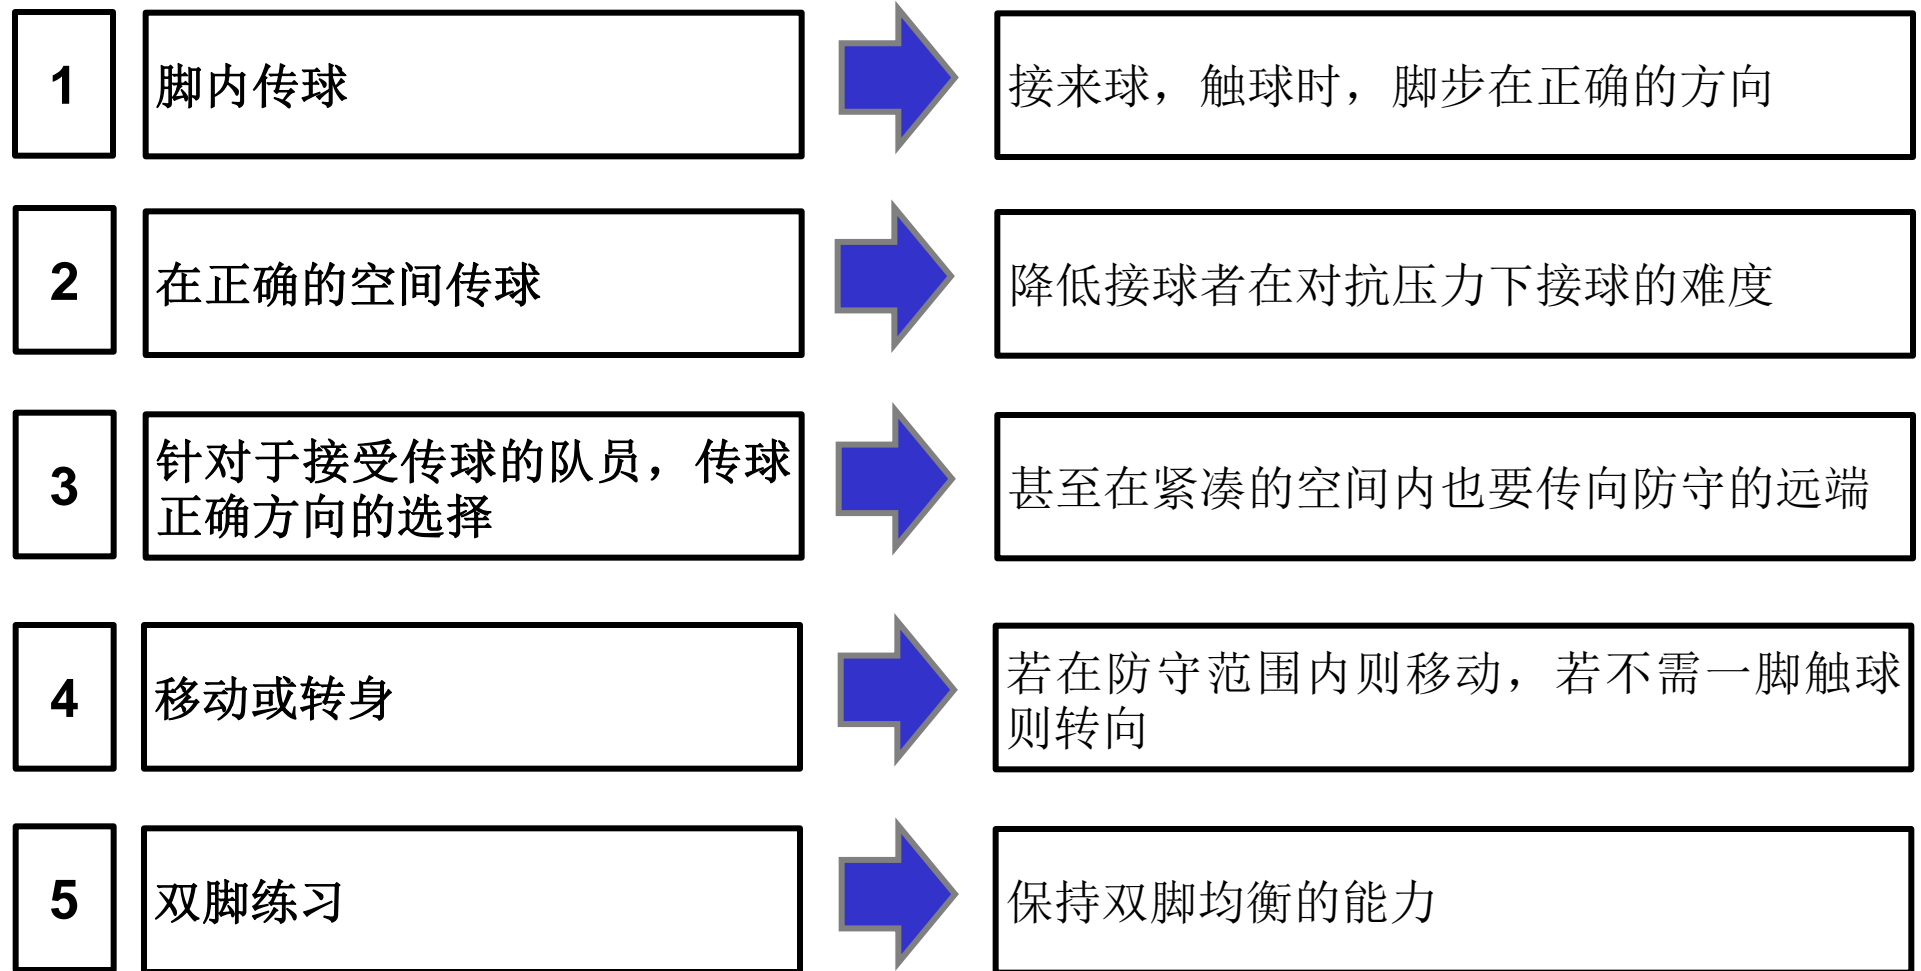 1
脚内传球
接来球，触球时，脚步在正确的方向
2
在正确的空间传球
降低接球者在对抗压力下接球的难度
3
针对于接受传球的队员，传球
正确方向的选择
甚至在紧凑的空间内也要传向防守的远端
4
移动或转身
若在防守范围内则移动，若不需一脚触球
则转向
5
双脚练习
保持双脚均衡的能力